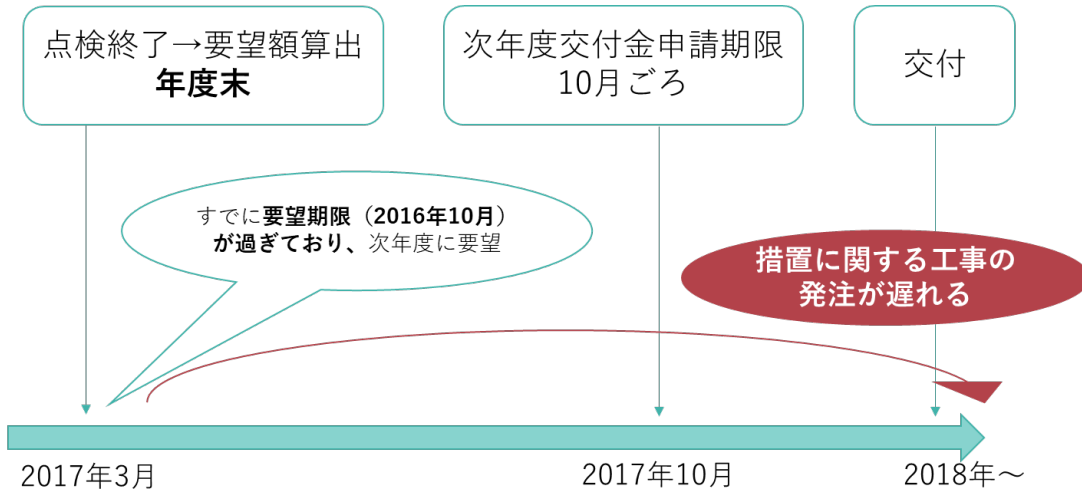 点検終了→要望額算出
年度末
次年度交付金申請期限
10月ごろ
交付
すでに要望期限（2016年10月）
が過ぎており、次年度に要望
措置に関する工事の
発注が遅れる
2017年3月
2017年10月
2018年～